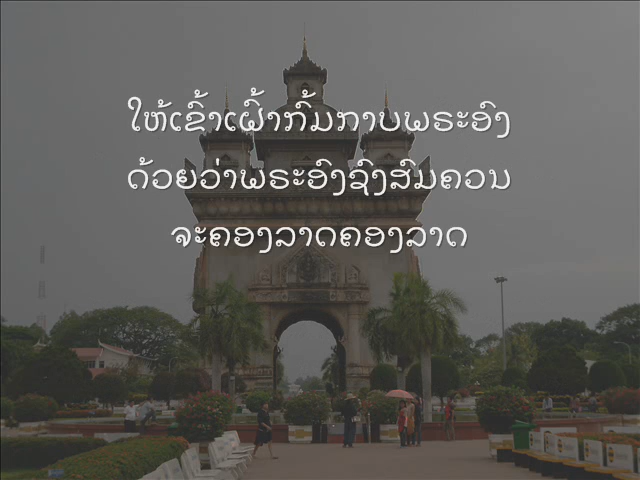 ໃຫ້ເຂົ້າເຝົ້າກົ້ມກາບພຣະອົງ
ດ້ວຍວ່າພຣະອົງຊົງສົມຄວນ
ຈະຄອງລາດຄອງລາດ